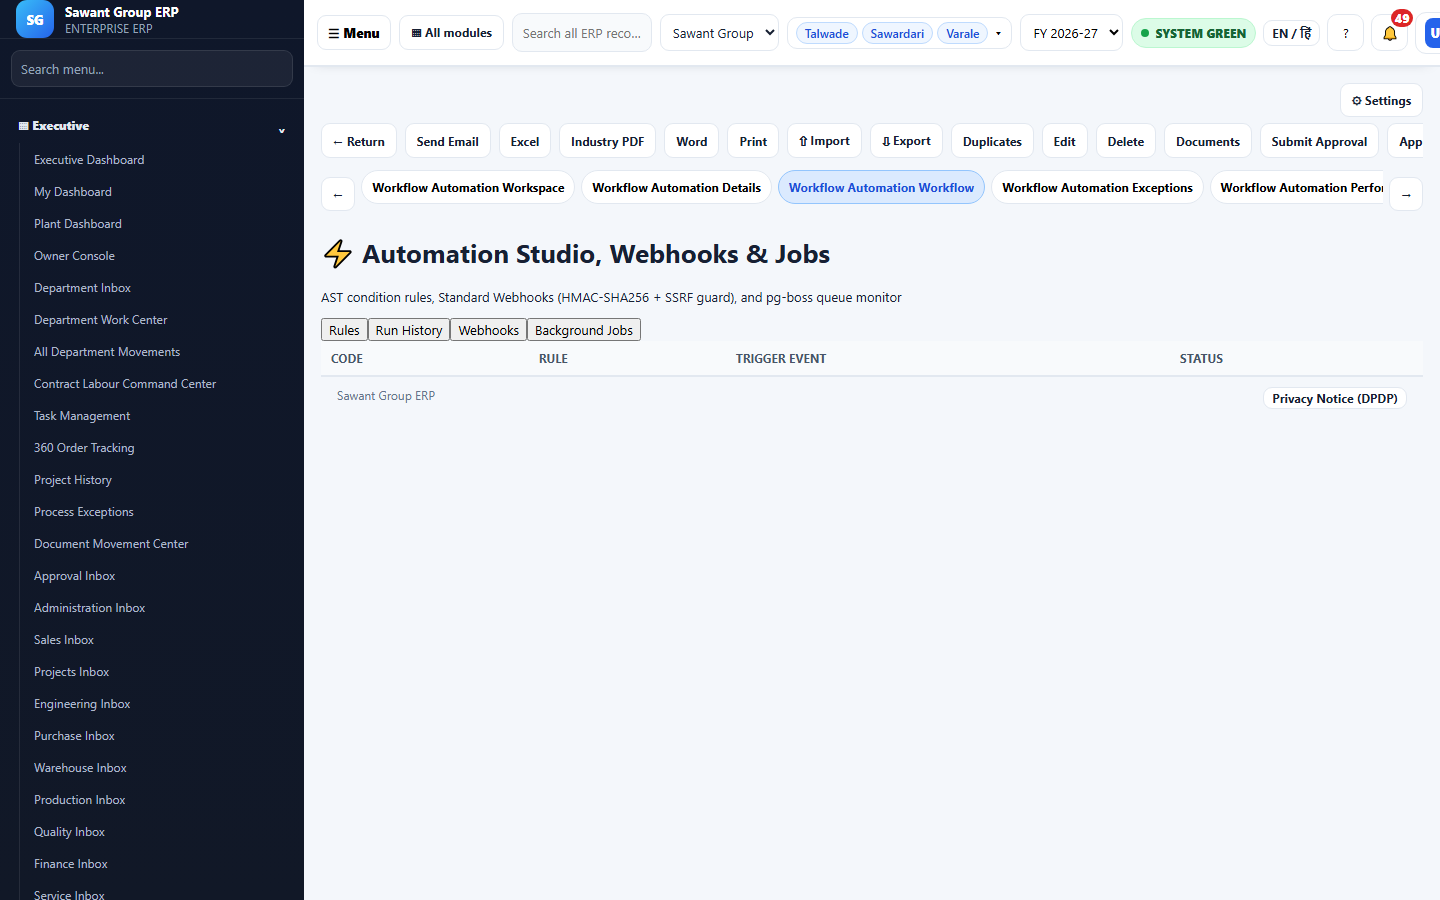 SG
Sawant Group ERP
ENTERPRISE ERP
Search menu...
Executive
Executive Dashboard
My Dashboard
Plant Dashboard
Owner Console
Department Inbox
Department Work Center
All Department Movements
Contract Labour Command Center
Task Management
360 Order Tracking
Project History
Process Exceptions
Document Movement Center
Approval Inbox
Administration Inbox
Sales Inbox
Projects Inbox
Engineering Inbox
Purchase Inbox
Warehouse Inbox
Production Inbox
Quality Inbox
Finance Inbox
Service Inbox
☰ Menu
All modules
Search all ERP reco...
Sawant Group
Talwade Sawardari Varale
FY 2026-27
SYSTEM GREEN
EN / हिं
?
49
U
⚙ Settings
← Return
Send Email
Excel
Industry PDF
Word
Print
⇧ Import
⇩ Export
Duplicates
Edit
Delete
Documents
Submit Approval
App
←
Workflow Automation Workspace
Workflow Automation Details
Workflow Automation Workflow
Workflow Automation Exceptions
Workflow Automation Perfor
→
⚡ Automation Studio, Webhooks & Jobs
AST condition rules, Standard Webhooks (HMAC-SHA256 + SSRF guard), and pg-boss queue monitor
Rules Run History Webhooks Background Jobs
CODE RULE TRIGGER EVENT STATUS
Sawant Group ERP
Privacy Notice (DPDP)